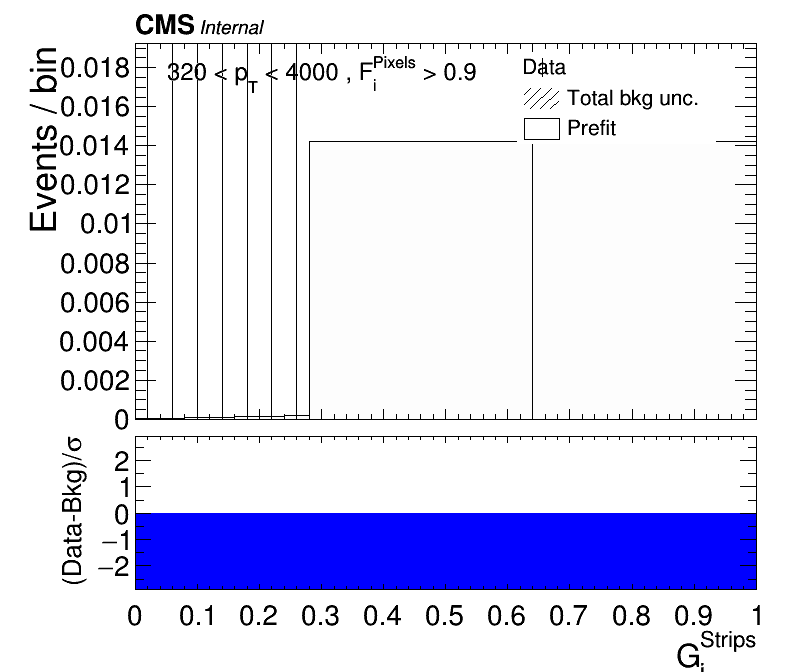 CMS Internal
320 < p_T < 4000 , F_i^Pixels > 0.9
Data
Total bkg unc.
Prefit
Events / bin
0.018
0.016
0.014
0.012
0.01
0.008
0.006
0.004
0.002
0
(Data-Bkg)/σ
2
1
0
−1
−2
0 0.1 0.2 0.3 0.4 0.5 0.6 0.7 0.8 0.9 1
G_i^Strips